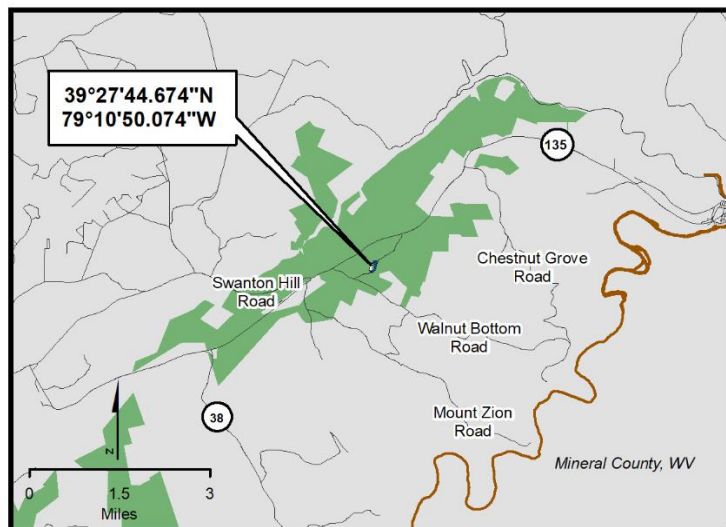 39°27'44.674"N
79°10'50.074"W
135
Chestnut Grove
Road
Swanton Hill
Road
Walnut Bottom
Road
Mount Zion
Road
38
Mineral County, WV
N
0 1.5 3
Miles